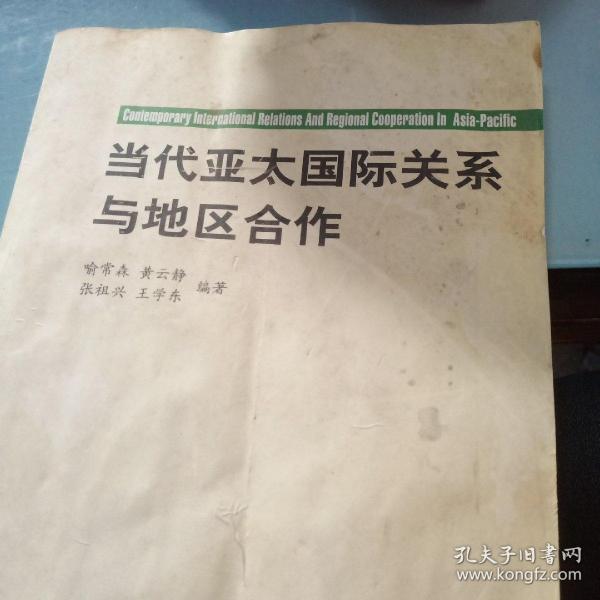 Contemporary International Relations And Regional Cooperation In Asia-Pacific
当代亚太国际关系
与地区合作
喻常森 黄云静
张祖兴 王学东 编著
孔夫子旧书网
www.kongfz.com